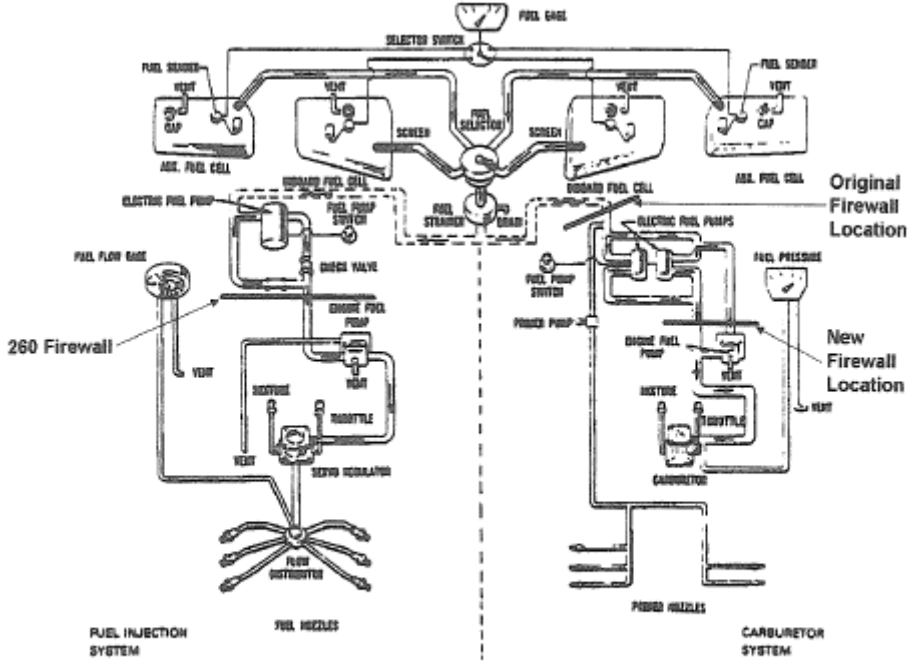 FUEL GAGE
SELECTOR SWITCH
FUEL SENDER
FUEL SENDER
VENT
VENT
VENT
VENT
CAP
CAP
FUEL
SELECTOR
SCREEN
SCREEN
AUX. FUEL CELL
INBOARD FUEL CELL
INBOARD FUEL CELL
AUX. FUEL CELL
Original
Firewall
Location
ELECTRIC FUEL PUMP
FUEL PUMP
SWITCH
FUEL
STRAINER
DRAIN
ELECTRIC FUEL PUMPS
FUEL FLOW GAGE
CHECK VALVE
FUEL PUMP
SWITCH
FUEL PRESSURE
260 Firewall
ENGINE FUEL
PUMP
PRIMER PUMP
ENGINE FUEL
PUMP
New
Firewall
Location
VENT
VENT
VENT
VENT
MIXTURE
THROTTLE
MIXTURE
THROTTLE
VENT
SERVO REGULATOR
CARBURETOR
FLOW
DISTRIBUTOR
FUEL NOZZLES
PRIMER NOZZLES
FUEL INJECTION
SYSTEM
CARBURETOR
SYSTEM